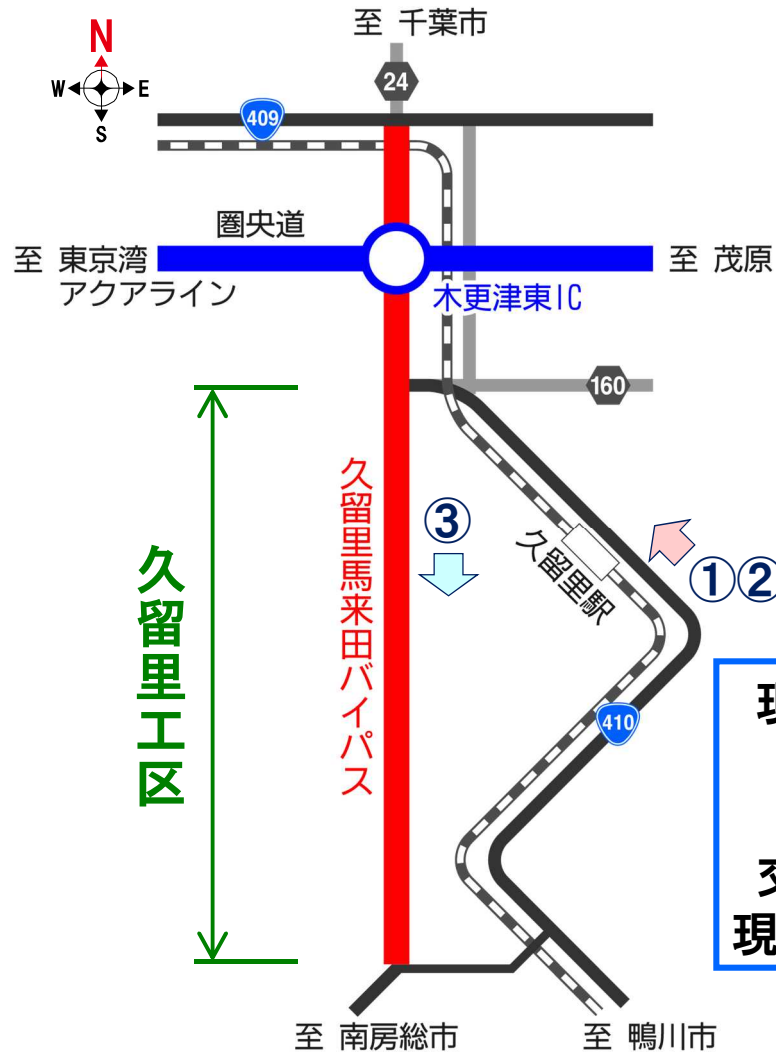 至 千葉市
N
W
E
S
24
409
圏央道
至 東京湾
アクアライン
至 茂原
木更津東IC
160
久留里馬来田バイパス
③
久留里駅
①②
久留里工区
410
現
交
現
至 南房総市
至 鴨川市